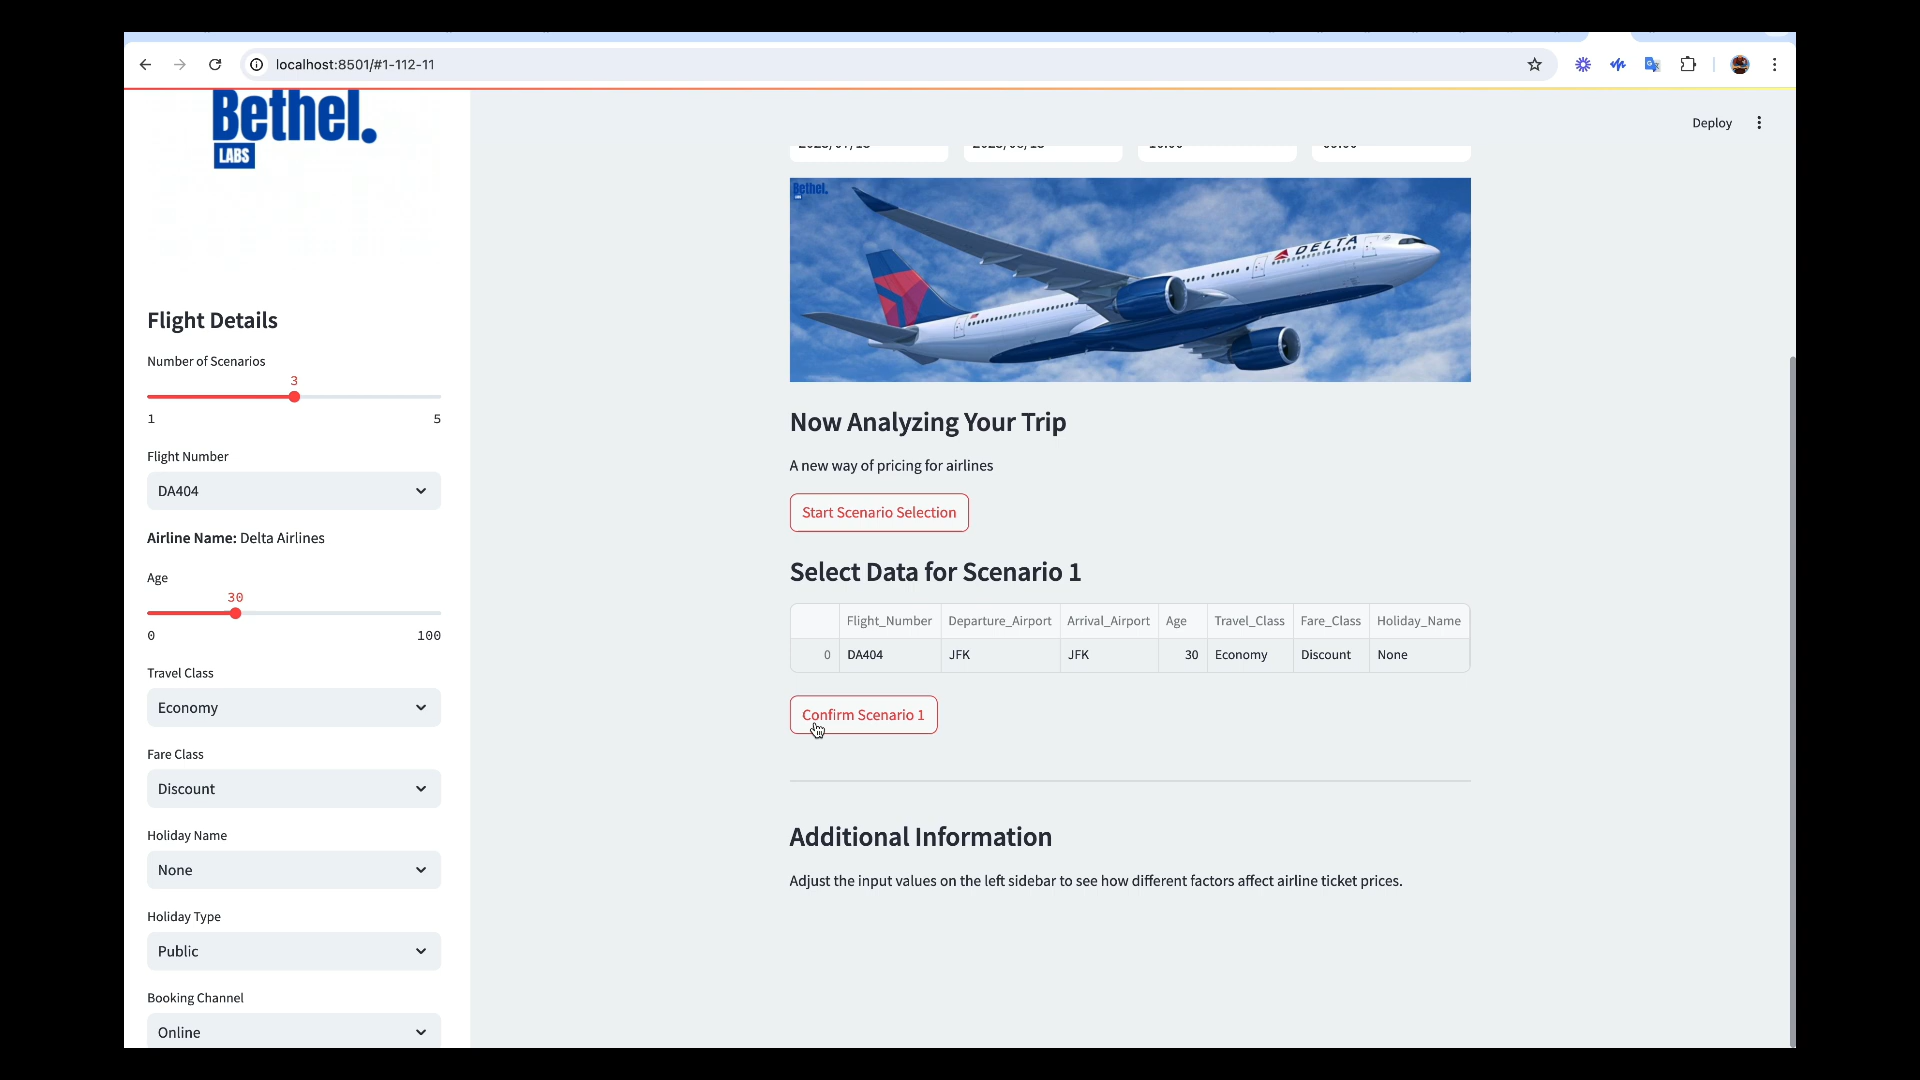 localhost:8501/#1-112-11
Bethel.
LABS
Deploy
Bethel.
DELTA
Flight Details
Number of Scenarios
3
1 5
Flight Number
DA404
Airline Name: Delta Airlines
Age
30
0 100
Travel Class
Economy
Fare Class
Discount
Holiday Name
None
Holiday Type
Public
Booking Channel
Online
Now Analyzing Your Trip
A new way of pricing for airlines
Start Scenario Selection
Select Data for Scenario 1
Flight_Number Departure_Airport Arrival_Airport Age Travel_Class Fare_Class Holiday_Name
0 DA404 JFK JFK 30 Economy Discount None
Confirm Scenario 1
Additional Information
Adjust the input values on the left sidebar to see how different factors affect airline ticket prices.